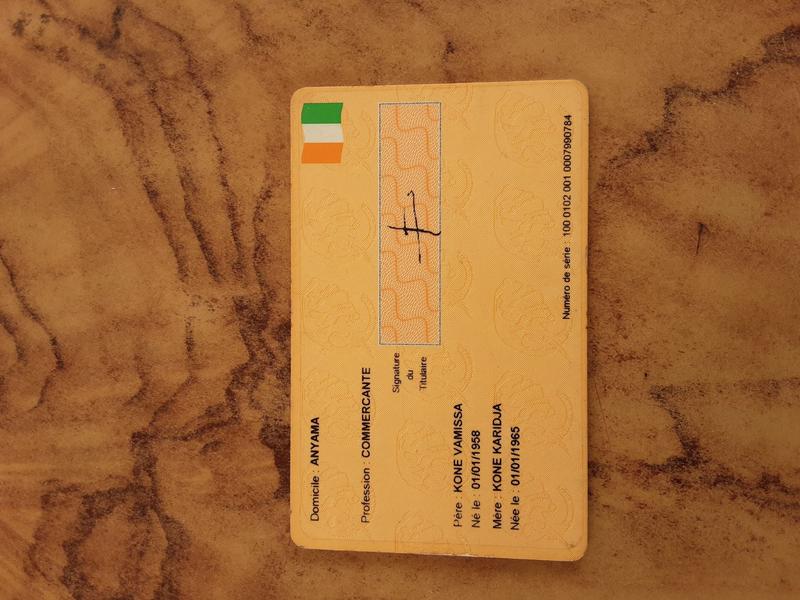 Domicile : ANYAMA
Profession : COMMERCANTE
Signature
du
Titulaire
Père : KONE VAMISSA
Né le : 01/01/1958
Mère : KONE KARIDJA
Née le : 01/01/1965
Numéro de série : 100 0102 001 0007990784